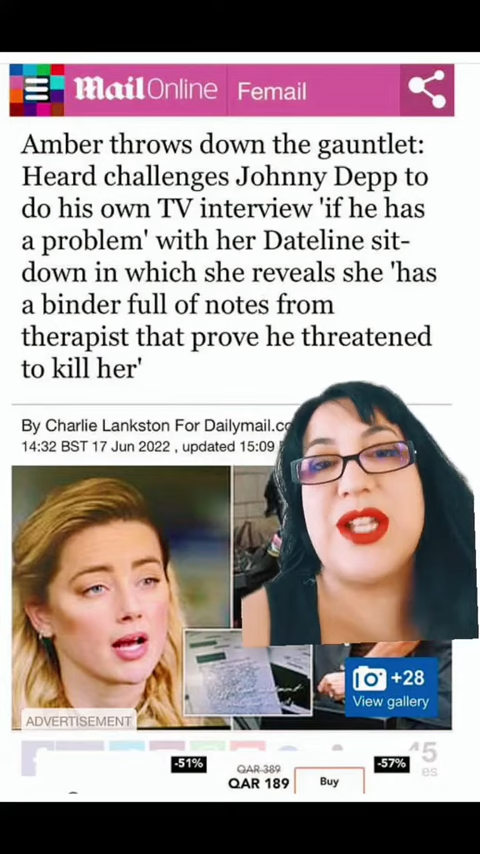 Mail Online Femail
Amber throws down the gauntlet:
Heard challenges Johnny Depp to
do his own TV interview 'if he has
a problem' with her Dateline sit-
down in which she reveals she 'has
a binder full of notes from
therapist that prove he threatened
to kill her'
By Charlie Lankston For Dailymail.co
14:32 BST 17 Jun 2022 , updated 15:09
+28
View gallery
ADVERTISEMENT
-51%
QAR 389
QAR 189
Buy
-57%